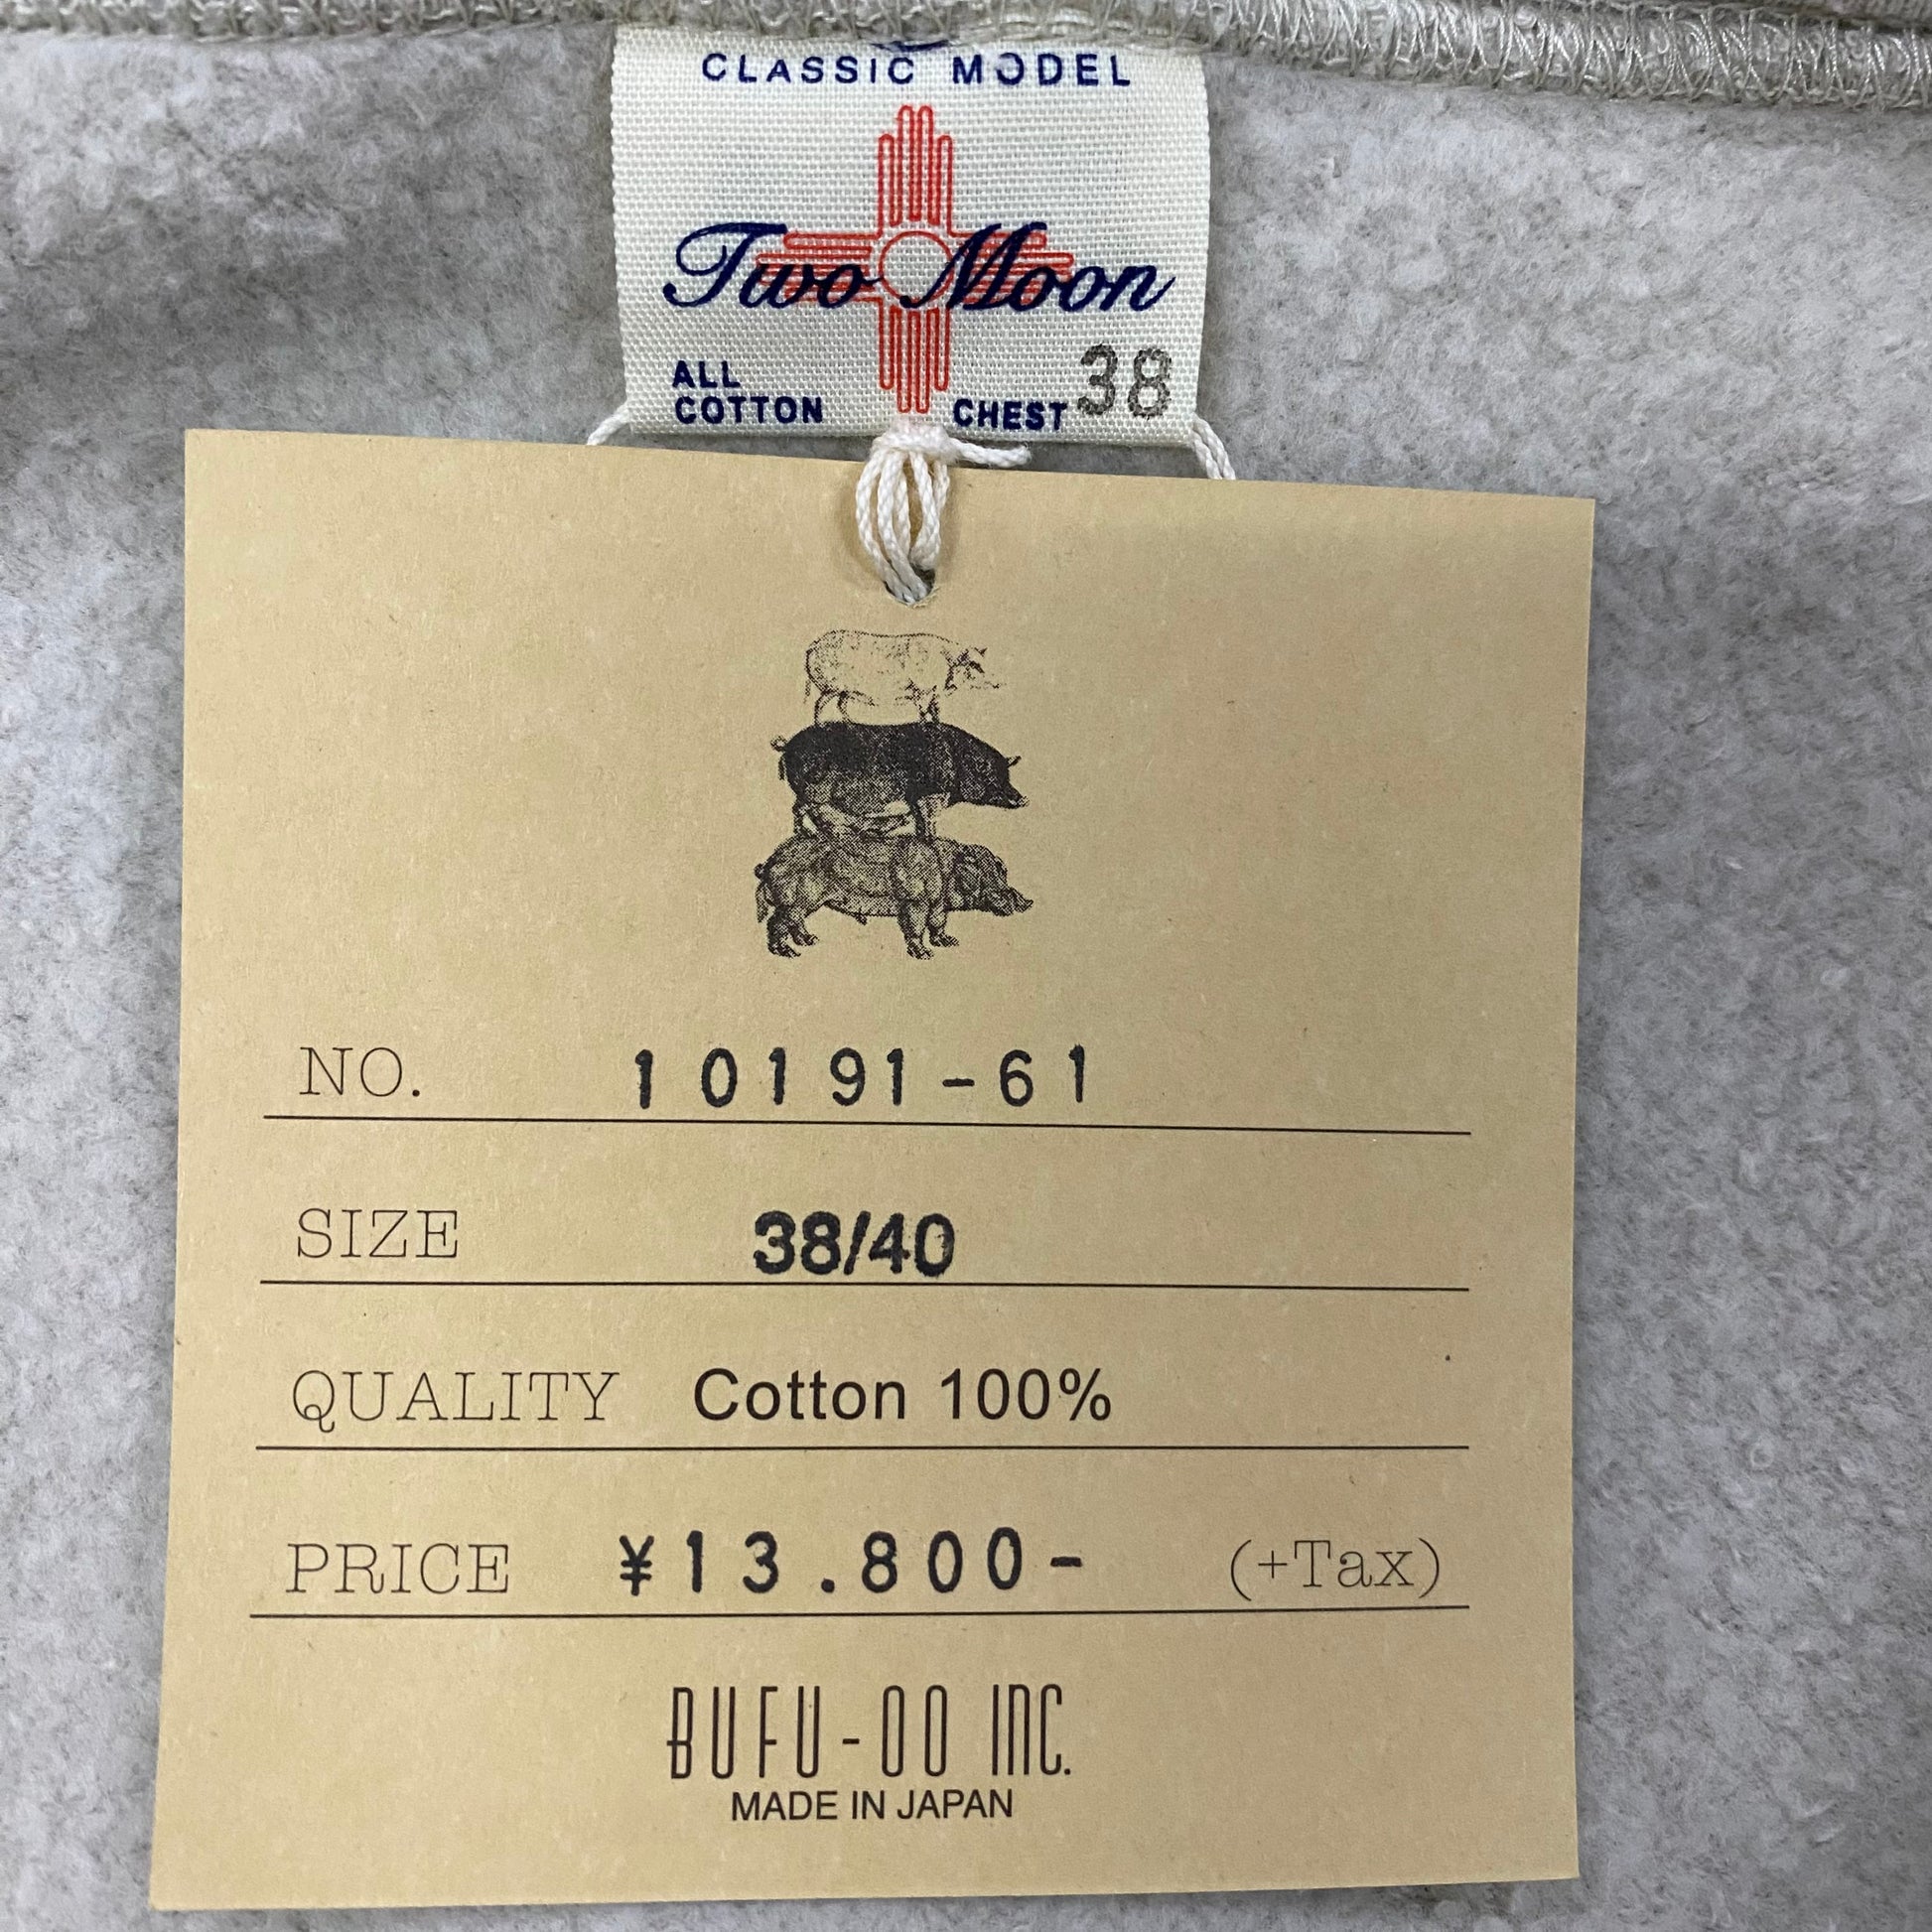 CLASSIC MODEL
Two Moon
ALL
COTTON
CHEST 38
NO. 10191-61
SIZE 38/40
QUALITY Cotton 100%
PRICE ¥13.800- (+Tax)
BUFU-OO INC.
MADE IN JAPAN